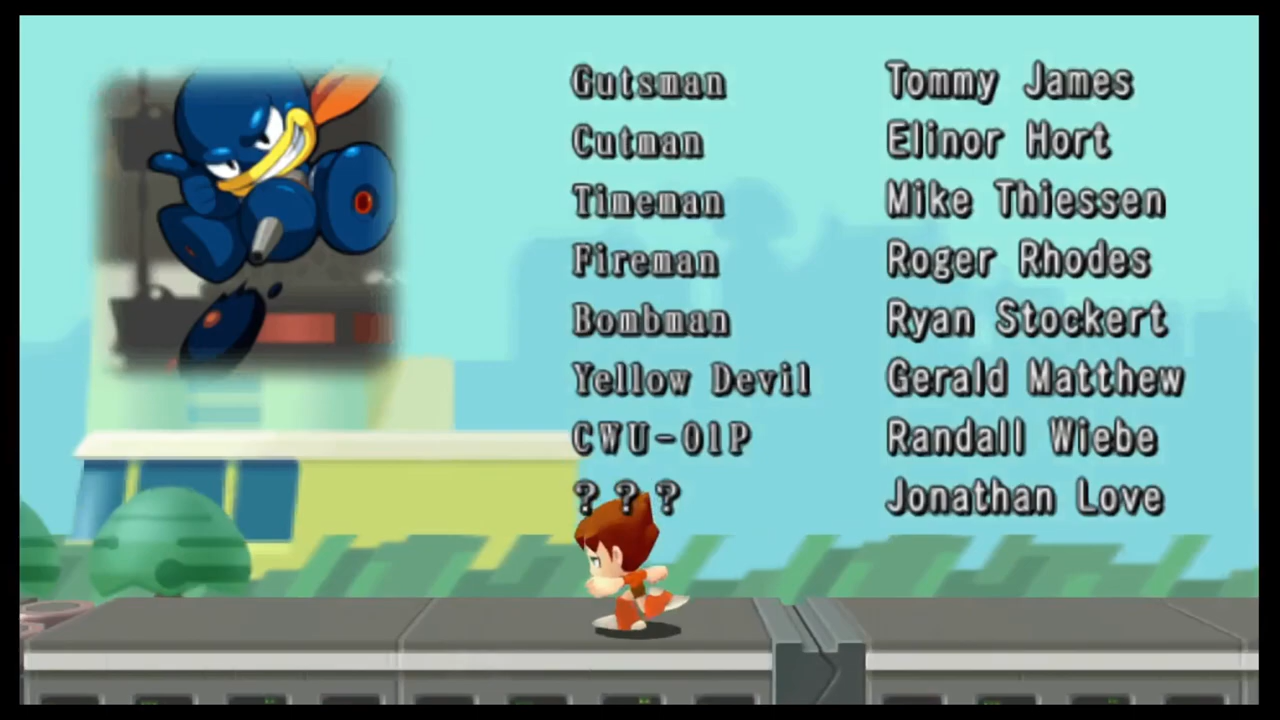 Gutsman Tommy James
Cutman Elinor Hort
Timeman Mike Thiessen
Fireman Roger Rhodes
Bombman Ryan Stockert
Yellow Devil Gerald Matthew
CWU-01P Randall Wiebe
??? Jonathan Love